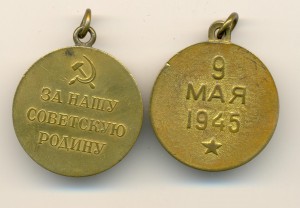 ЗА НАШУ
СОВЕТСКУЮ
РОДИНУ
9
МАЯ
1945